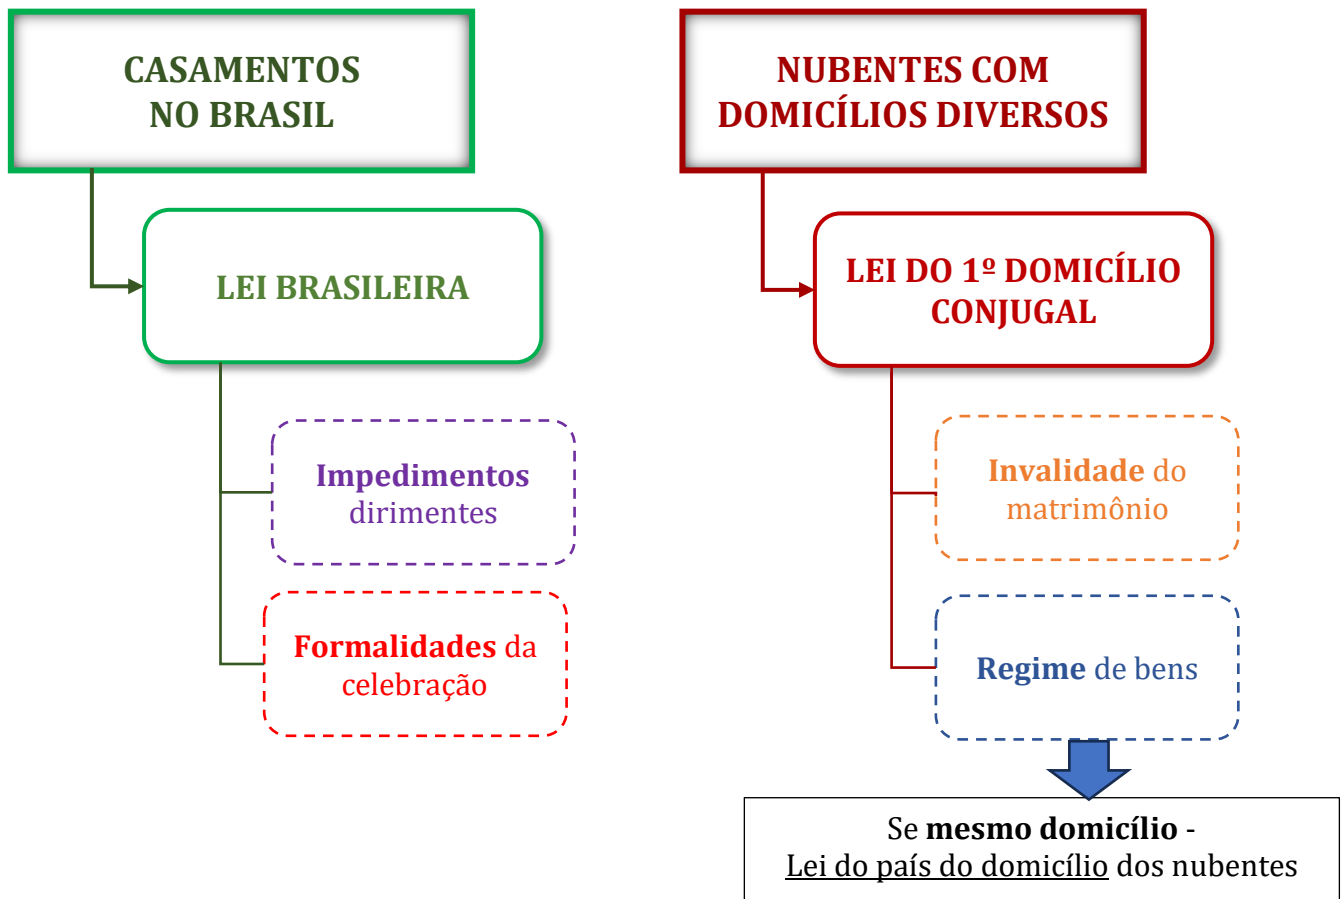 CASAMENTOS
NO BRASIL
LEI BRASILEIRA
Impedimentos
dirimentes
Formalidades da
celebração
NUBENTES COM
DOMICÍLIOS DIVERSOS
LEI DO 1º DOMICÍLIO
CONJUGAL
Invalidade do
matrimônio
Regime de bens
Se mesmo domicílio -
Lei do país do domicílio dos nubentes